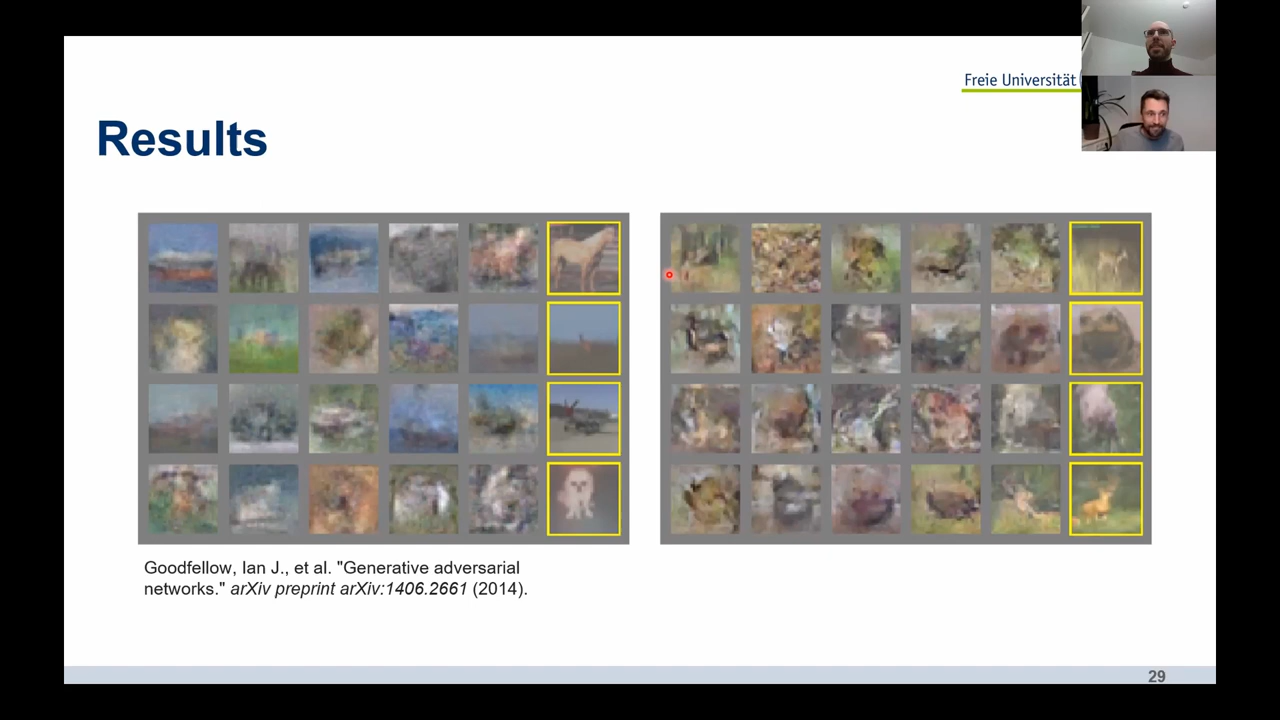 Freie Universität
Results
Goodfellow, Ian J., et al. "Generative adversarial
networks." arXiv preprint arXiv:1406.2661 (2014).
29